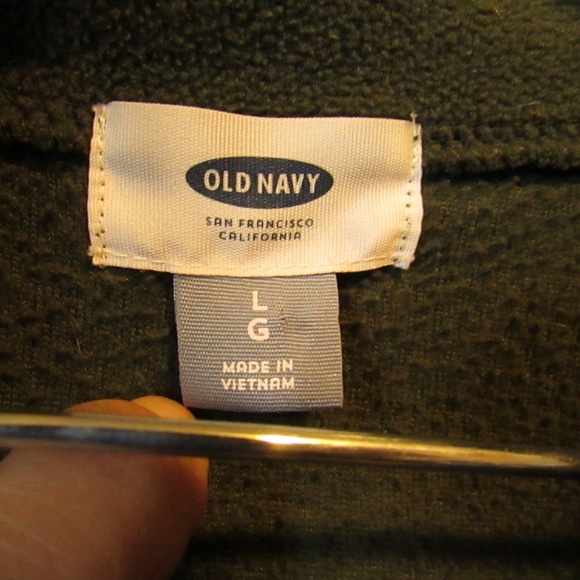 OLD NAVY
SAN FRANCISCO
CALIFORNIA
L
G
MADE IN
VIETNAM